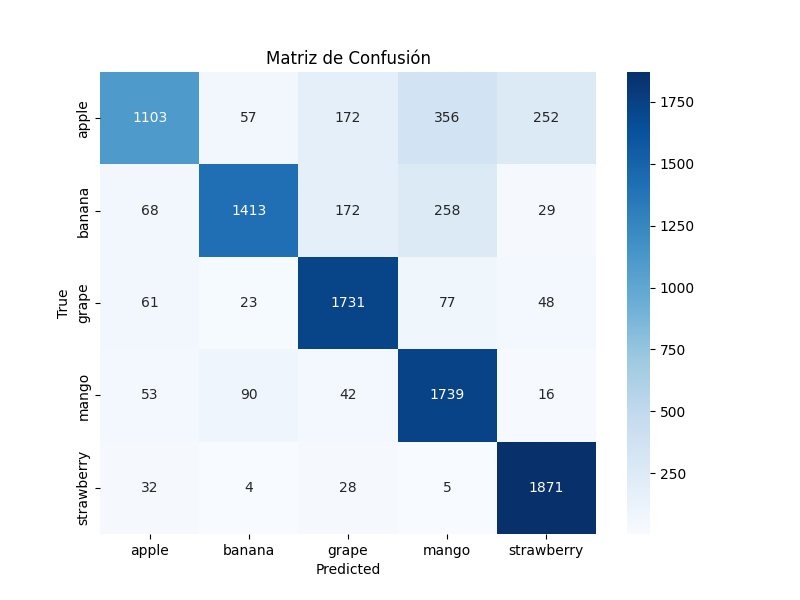 Matriz de Confusión
apple 1103 57 172 356 252
banana 68 1413 172 258 29
grape 61 23 1731 77 48
mango 53 90 42 1739 16
strawberry 32 4 28 5 1871
True
apple banana grape mango strawberry
Predicted
1750
1500
1250
1000
750
500
250